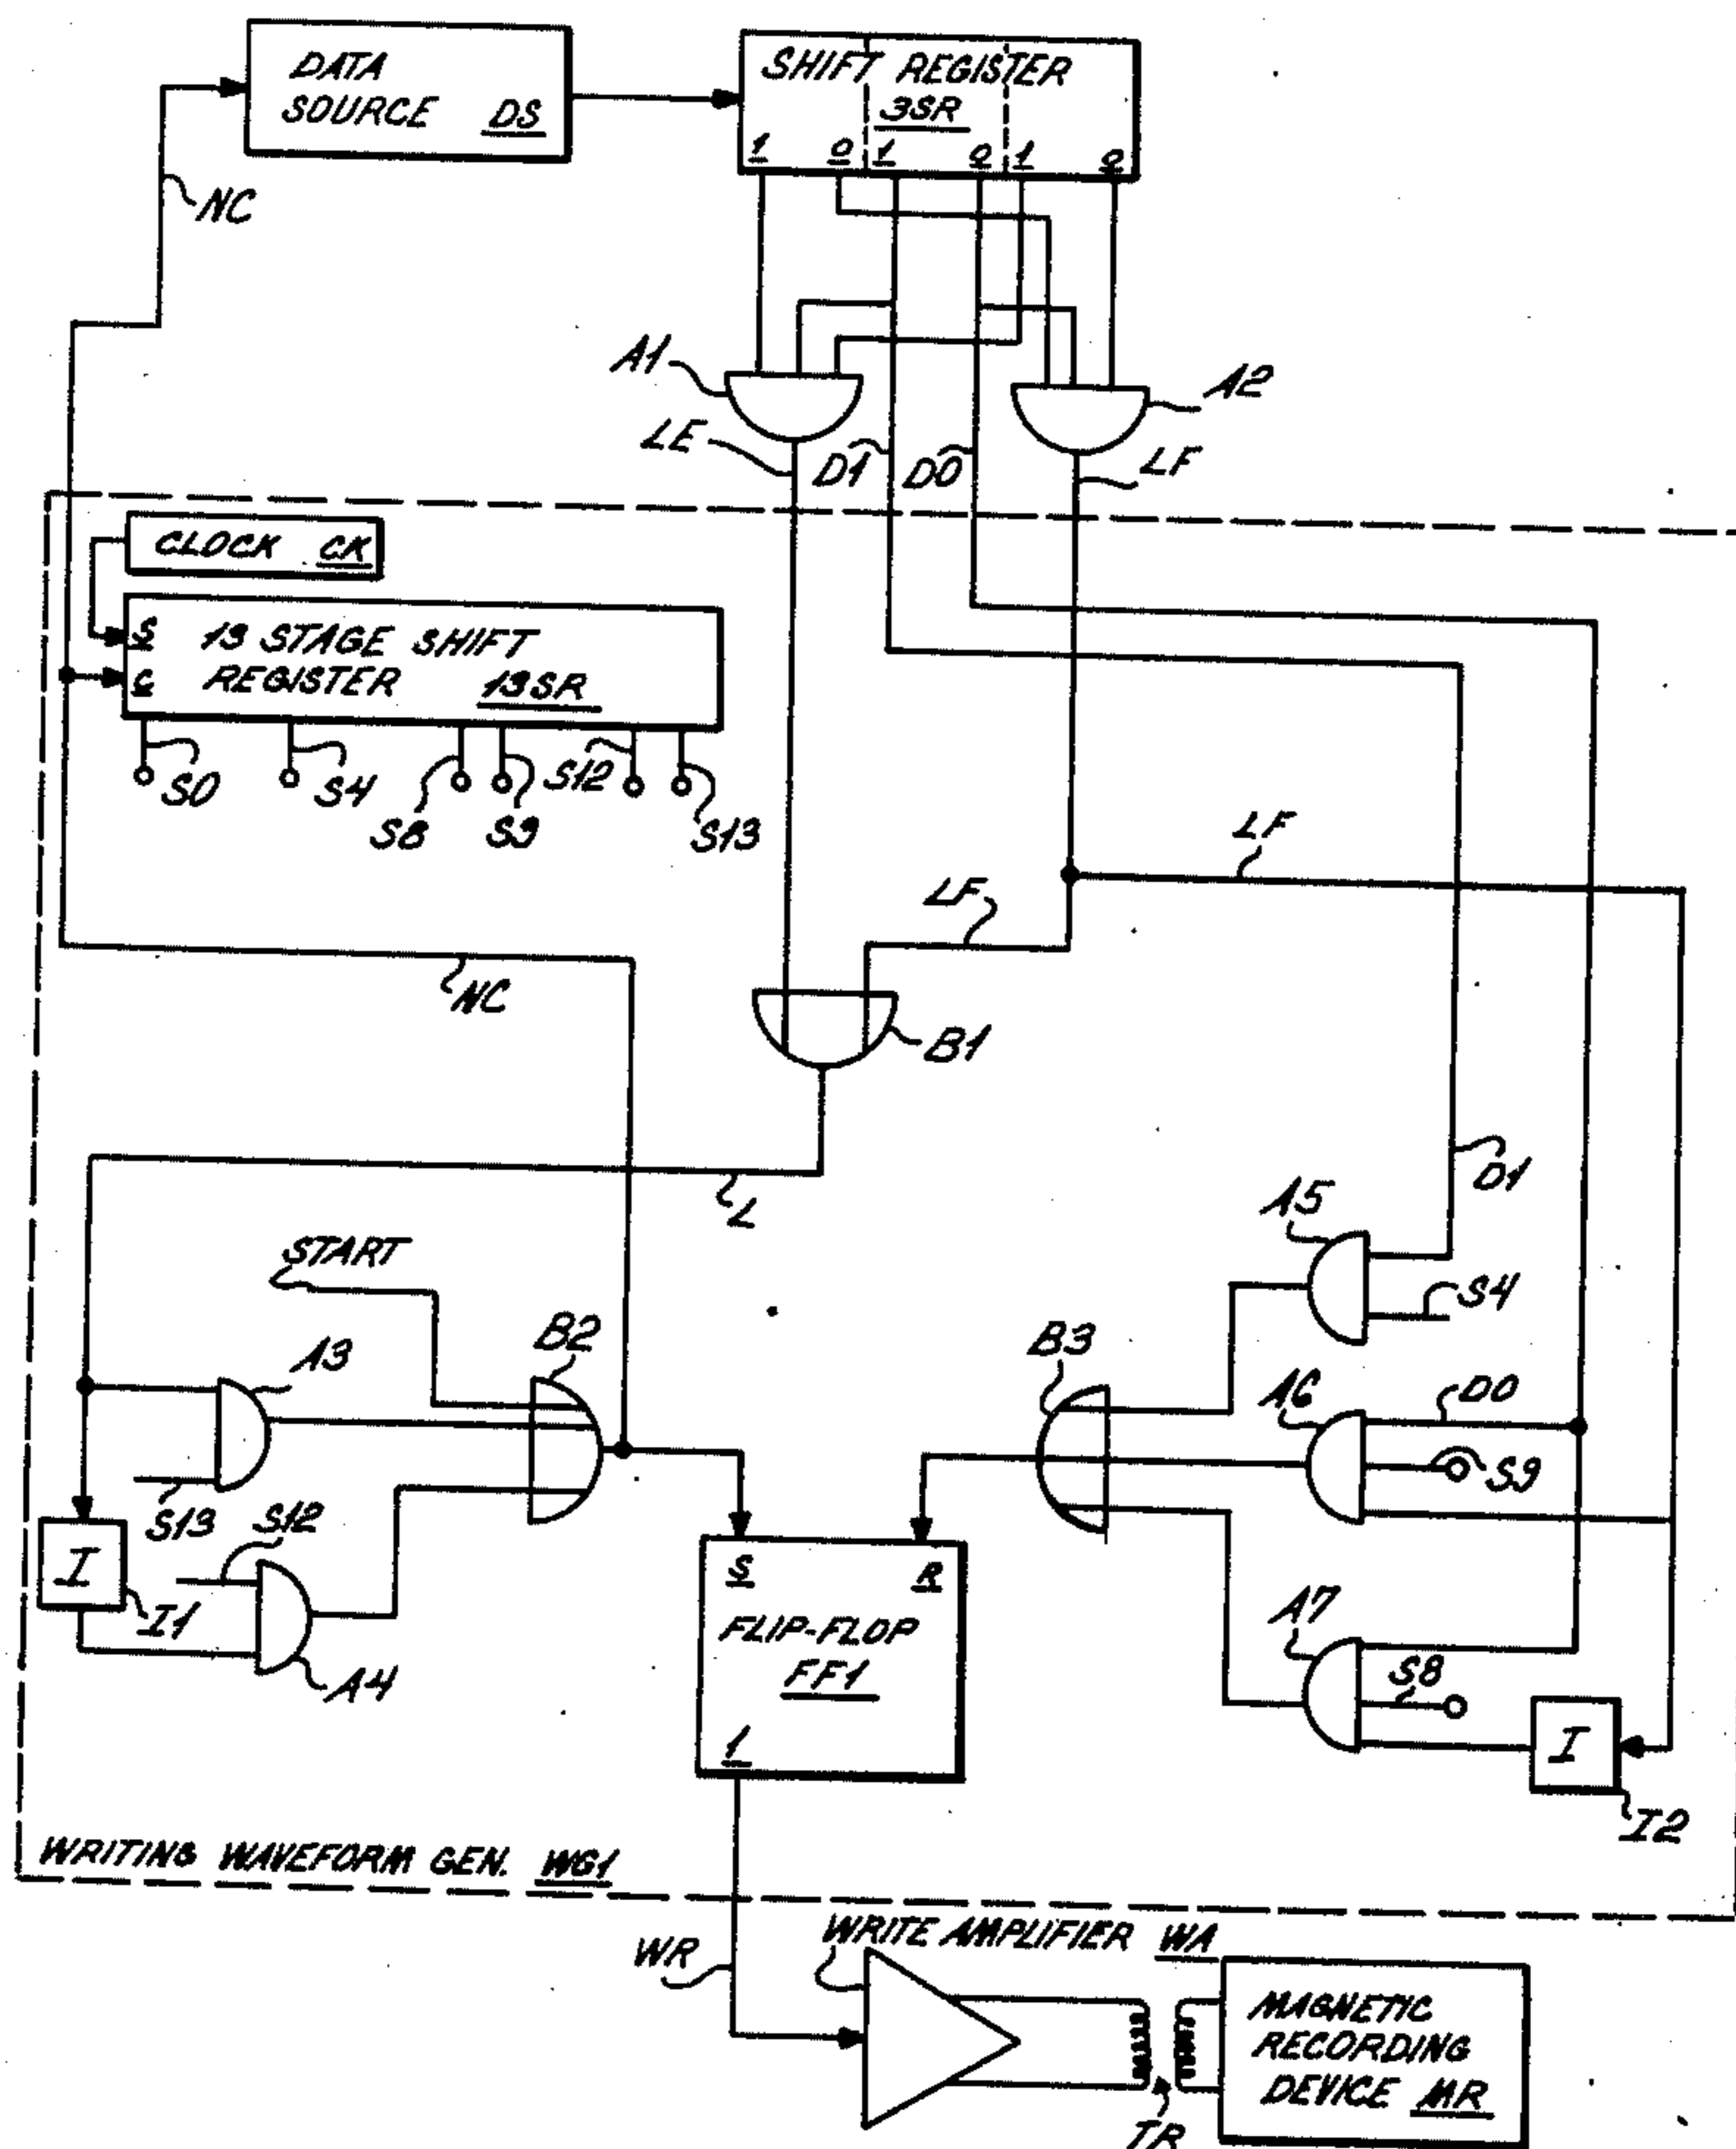 DATA
SOURCE DS
SHIFT REGISTER
3SR
1 0 1 0 1 0
NC
A1
A2
LE
D1
D0
LF
CLOCK CK
S 13 STAGE SHIFT
C REGISTER 13SR
S0
S4
S8
S9
S12
S13
LF
LF
NC
B1
L
D1
A5
START
S4
B2
B3
A3
A6
D0
S9
S13
S12
I
I1
A4
S R
FLIP-FLOP
FF1
1
A7
S8
I
I2
WRITING WAVEFORM GEN. WG1
WR
WRITE AMPLIFIER WA
MAGNETIC
RECORDING
DEVICE MR
TR